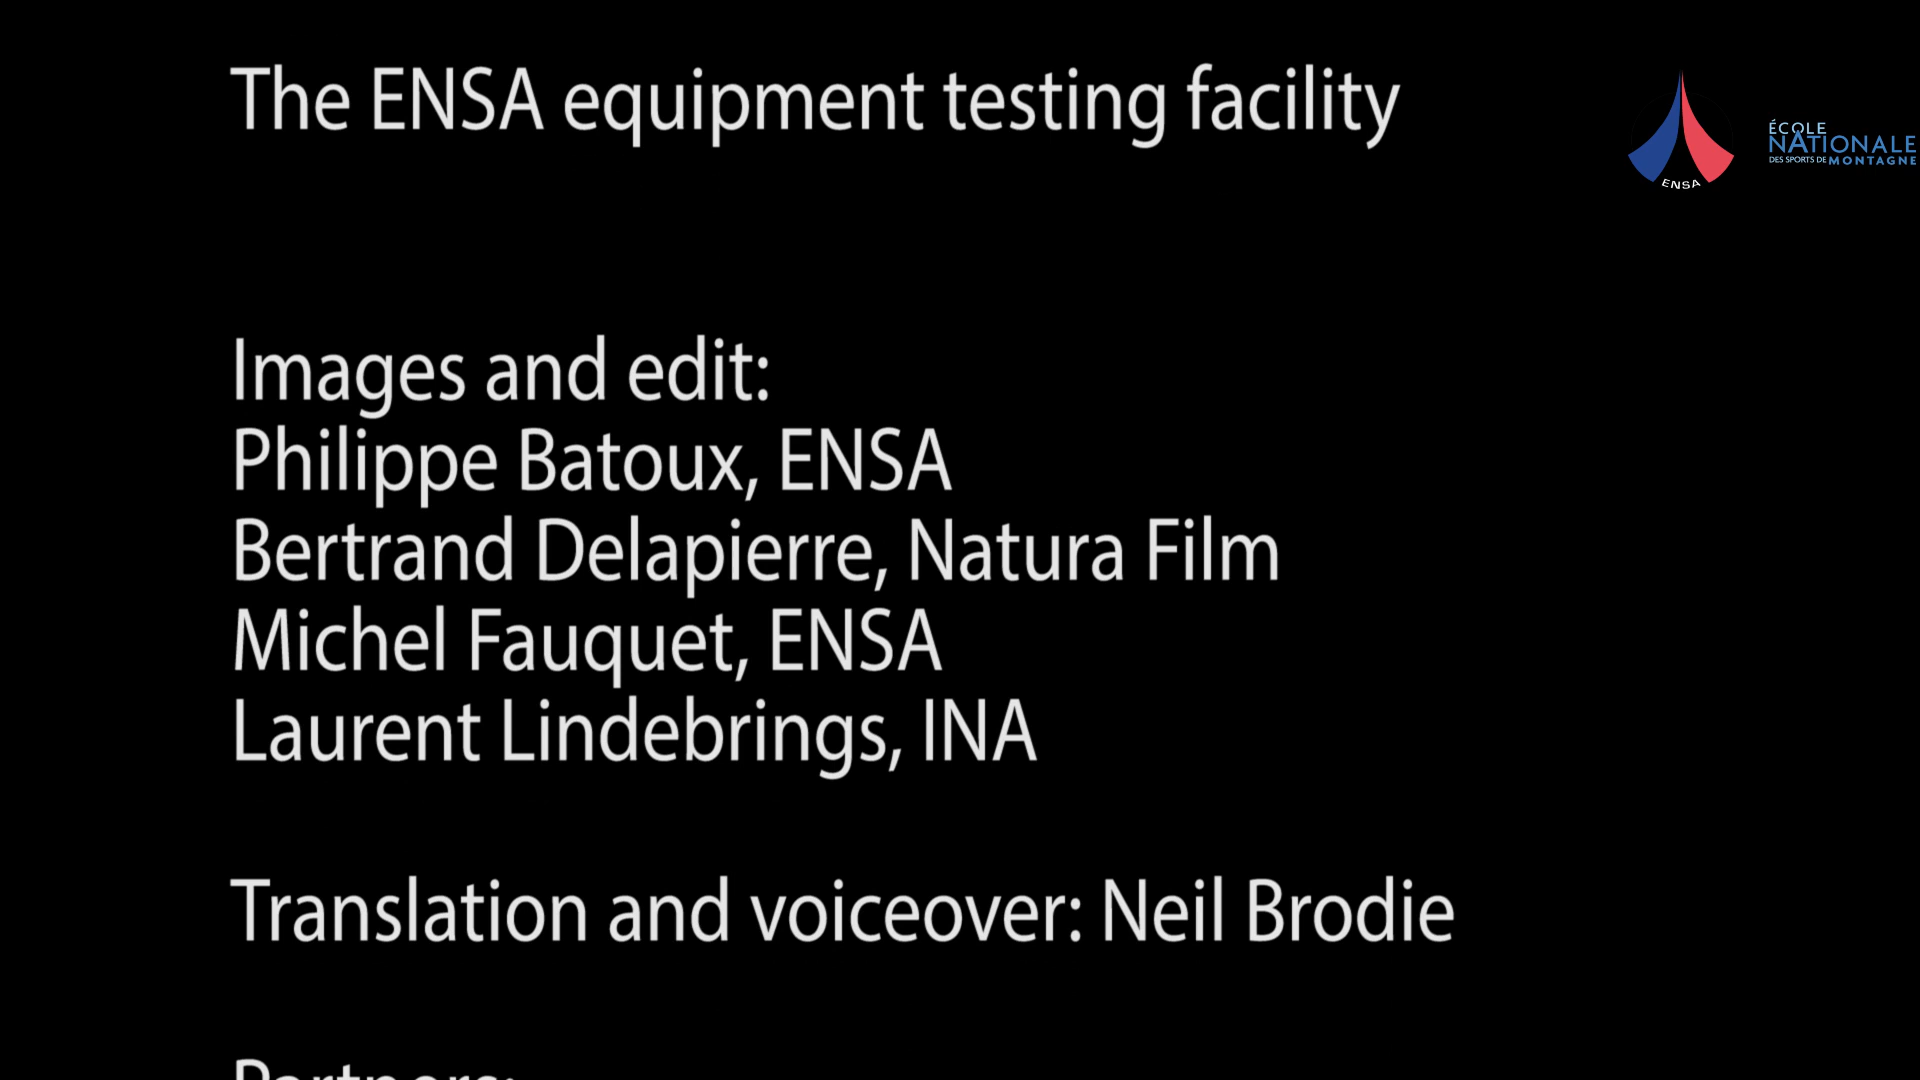 The ENSA equipment testing facility
ENSA
ÉCOLE
NATIONALE
DES SPORTS DE MONTAGNE
Images and edit:
Philippe Batoux, ENSA
Bertrand Delapierre, Natura Film
Michel Fauquet, ENSA
Laurent Lindebrings, INA
Translation and voiceover: Neil Brodie
Partners: